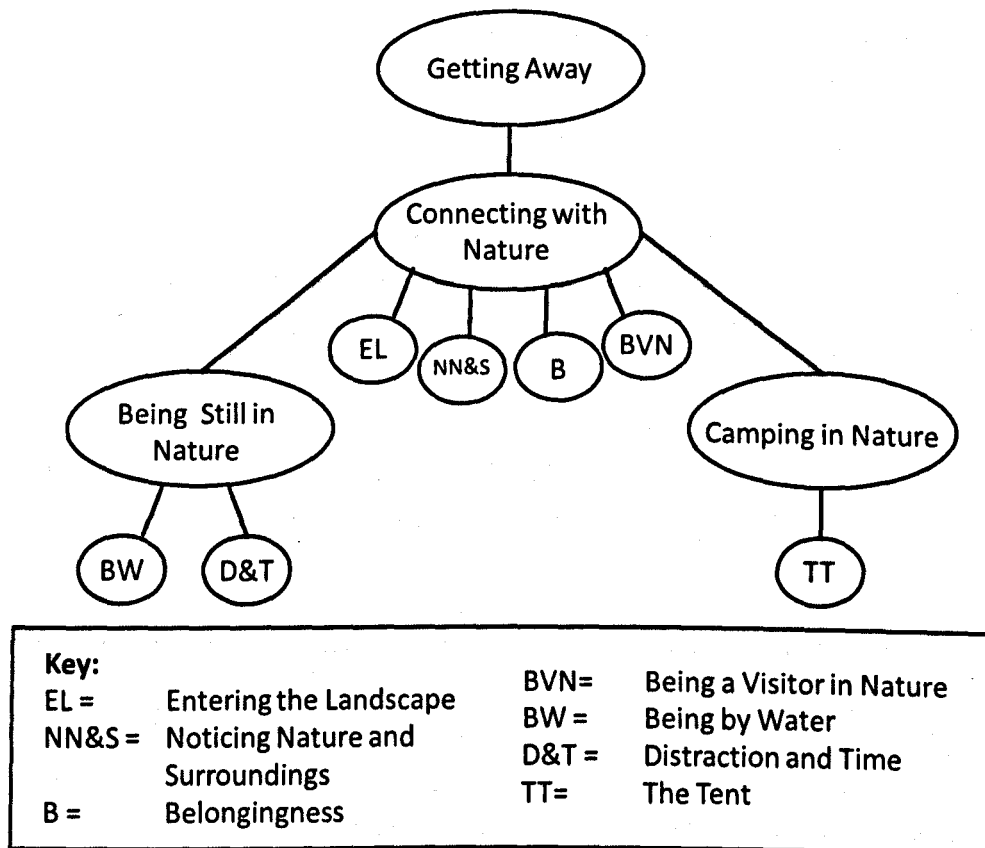 Getting Away
Connecting with
Nature
EL
NN&S
B
BVN
Being Still in
Nature
Camping in Nature
BW
D&T
TT
Key:
EL = Entering the Landscape
NN&S = Noticing Nature and
Surroundings
B = Belongingness
BVN= Being a Visitor in Nature
BW = Being by Water
D&T = Distraction and Time
TT= The Tent